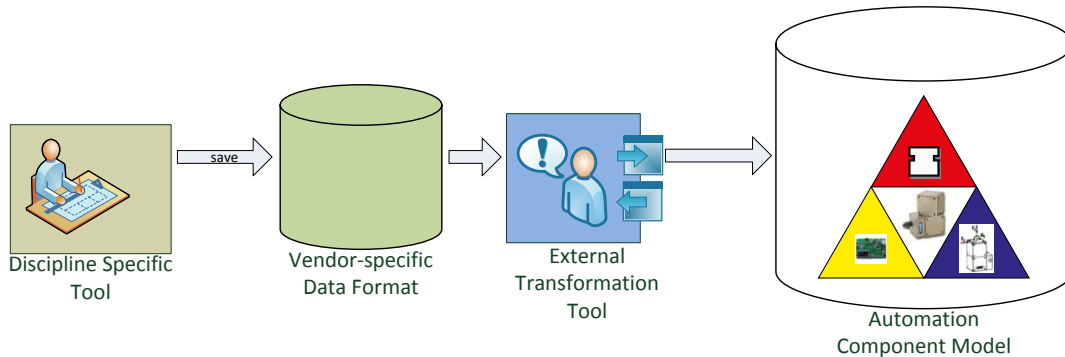 save
Discipline Specific
Tool
Vendor-specific
Data Format
External
Transformation
Tool
Automation
Component Model